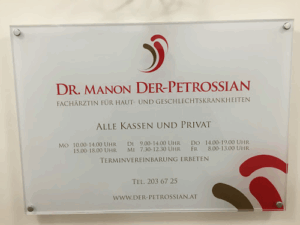 DR. MANON DER-PETROSSIAN
FACHÄRZTIN FÜR HAUT- UND GESCHLECHTSKRANKHEITEN
ALLE KASSEN UND PRIVAT
MO 10.00-14.00 UHR DI 9.00-14.00 UHR DO 14.00-19.00 UHR
15.00-18.00 UHR MI 7.30-12.30 UHR FR 8.00-13.00 UHR
TERMINVEREINBARUNG ERBETEN
TEL. 203 67 25
WWW.DER-PETROSSIAN.AT